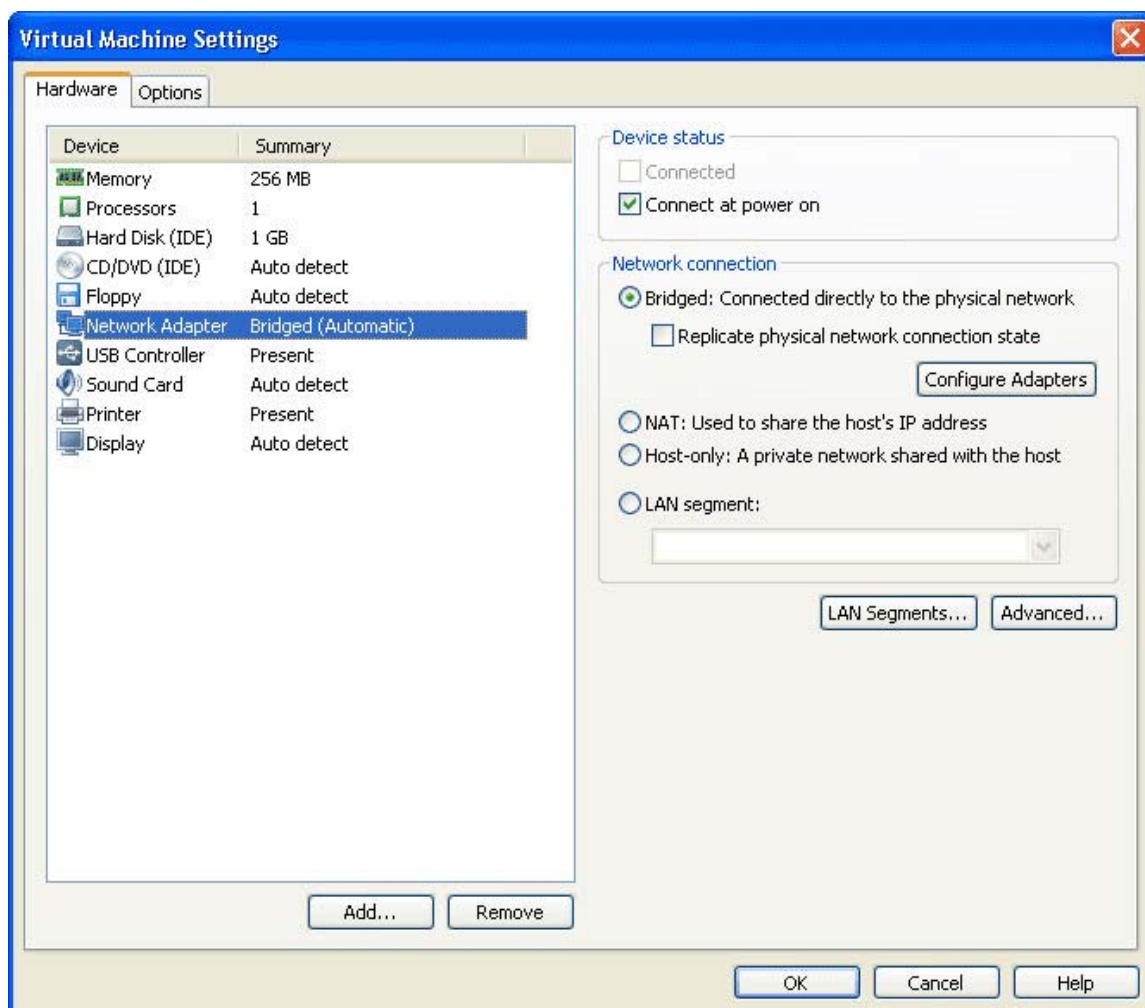 Virtual Machine Settings
Hardware
Options
Device Summary
Memory 256 MB
Processors 1
Hard Disk (IDE) 1 GB
CD/DVD (IDE) Auto detect
Floppy Auto detect
Network Adapter Bridged (Automatic)
USB Controller Present
Sound Card Auto detect
Printer Present
Display Auto detect
Add...
Remove
Device status
Connected
Connect at power on
Network connection
Bridged: Connected directly to the physical network
Replicate physical network connection state
Configure Adapters
NAT: Used to share the host's IP address
Host-only: A private network shared with the host
LAN segment:
LAN Segments...
Advanced...
OK
Cancel
Help